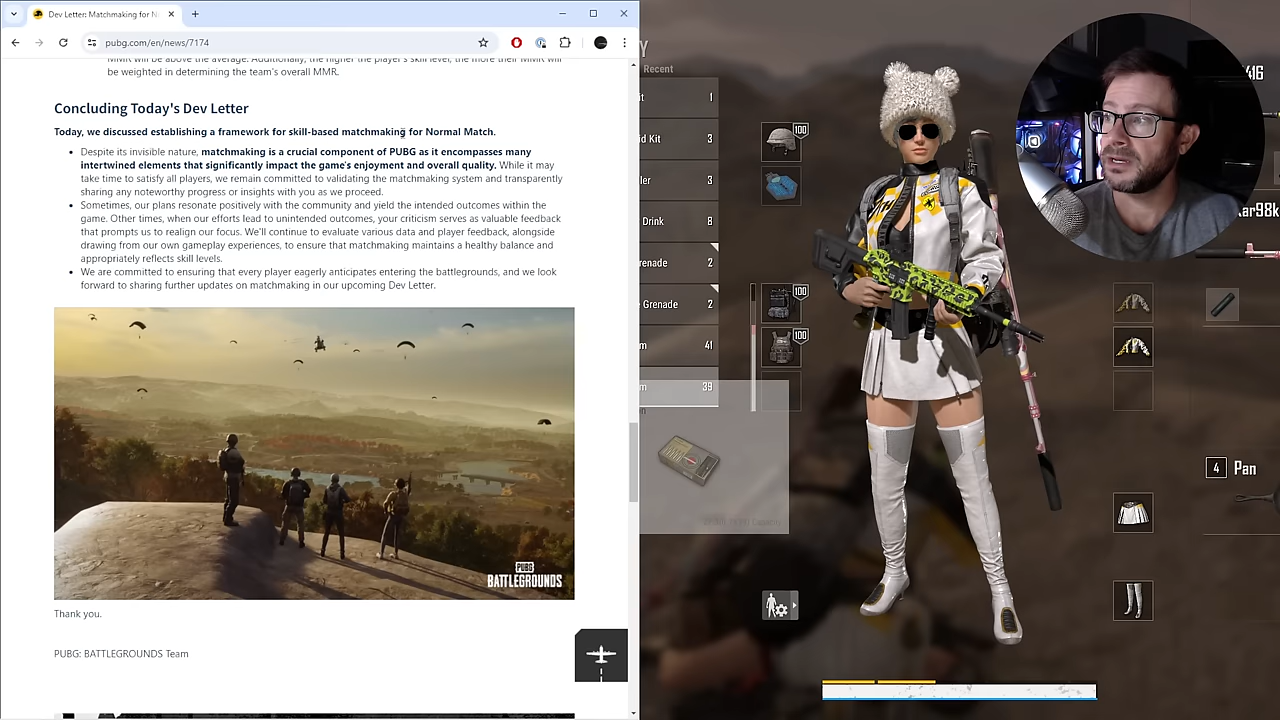 Dev Letter: Matchmaking for N
pubg.com/en/news/7174
MMR will be above the average. Additionally, the higher the player's skill level, the more their MMR will
be weighted in determining the team's overall MMR.
Concluding Today's Dev Letter
Today, we discussed establishing a framework for skill-based matchmaking for Normal Match.
Despite its invisible nature, matchmaking is a crucial component of PUBG as it encompasses many
intertwined elements that significantly impact the game's enjoyment and overall quality. While it may
take time to satisfy all players, we remain committed to validating the matchmaking system and transparently
sharing any noteworthy progress or insights with you as we proceed.
Sometimes, our plans resonate positively with the community and yield the intended outcomes within the
game. Other times, when our efforts lead to unintended outcomes, your criticism serves as valuable feedback
that prompts us to realign our focus. We'll continue to evaluate various data and player feedback, alongside
drawing from our own gameplay experiences, to ensure that matchmaking maintains a healthy balance and
appropriately reflects skill levels.
We are committed to ensuring that every player eagerly anticipates entering the battlegrounds, and we look
forward to sharing further updates on matchmaking in our upcoming Dev Letter.
PUBG
BATTLEGROUNDS
Thank you.
PUBG: BATTLEGROUNDS Team
Y
Recent
it 1
id Kit 3
ler 3
Drink 8
renade 2
e Grenade 2
m 41
m 39
100
100
100
416
Kar98k
4 Pan